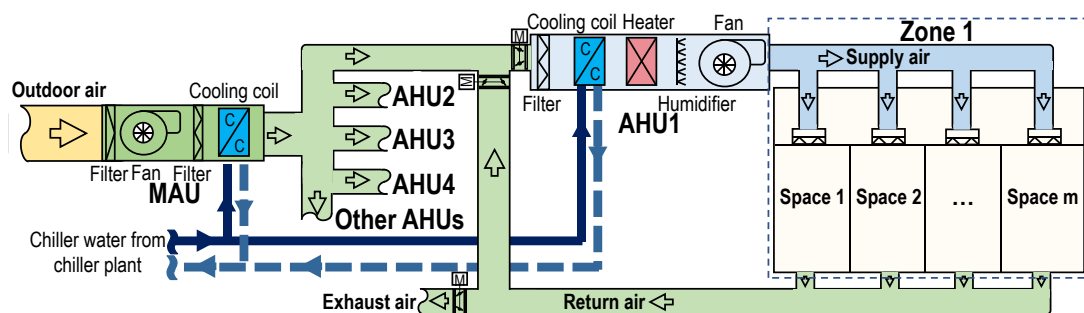 Cooling coil Heater Fan
Zone 1
M
C
C
Supply air
M
Outdoor air
Cooling coil
AHU2
Filter
Humidifier
AHU1
C
C
AHU3
Filter Fan Filter
MAU
AHU4
Space 1
Space 2
...
Space m
Other AHUs
Chiller water from
chiller plant
M
Exhaust air
Return air